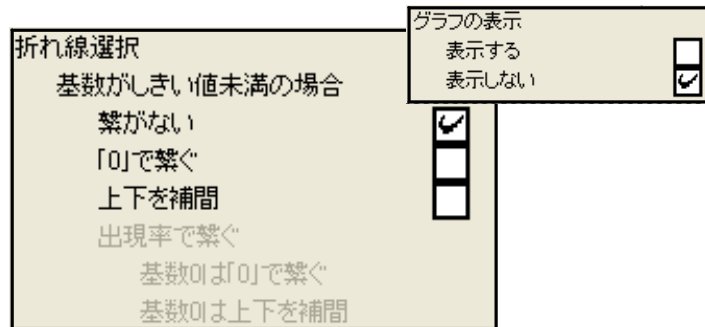 グラフの表示
表示する
表示しない
折れ線選択
基数がしきい値未満の場合
繋がない
「0」で繋ぐ
上下を補間
出現率で繋ぐ
基数0は「0」で繋ぐ
基数0は上下を補間